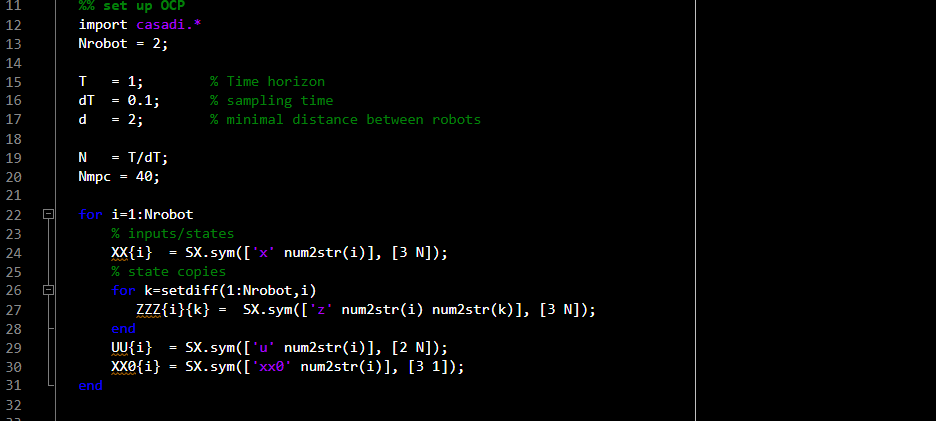 11 %% set up OCP
12 import casadi.*
13 Nrobot = 2;
14
15 T   = 1;        % Time horizon
16 dT  = 0.1;      % sampling time
17 d   = 2;        % minimal distance between robots
18
19 N   = T/dT;
20 Nmpc = 40;
21
22 for i=1:Nrobot
23     % inputs/states
24     XX{i}  = SX.sym(['x' num2str(i)], [3 N]);
25     % state copies
26     for k=setdiff(1:Nrobot,i)
27        ZZZ{i}{k} =  SX.sym(['z' num2str(i) num2str(k)], [3 N]);
28     end
29     UU{i}  = SX.sym(['u' num2str(i)], [2 N]);
30     XX0{i} = SX.sym(['xx0' num2str(i)], [3 1]);
31 end
32